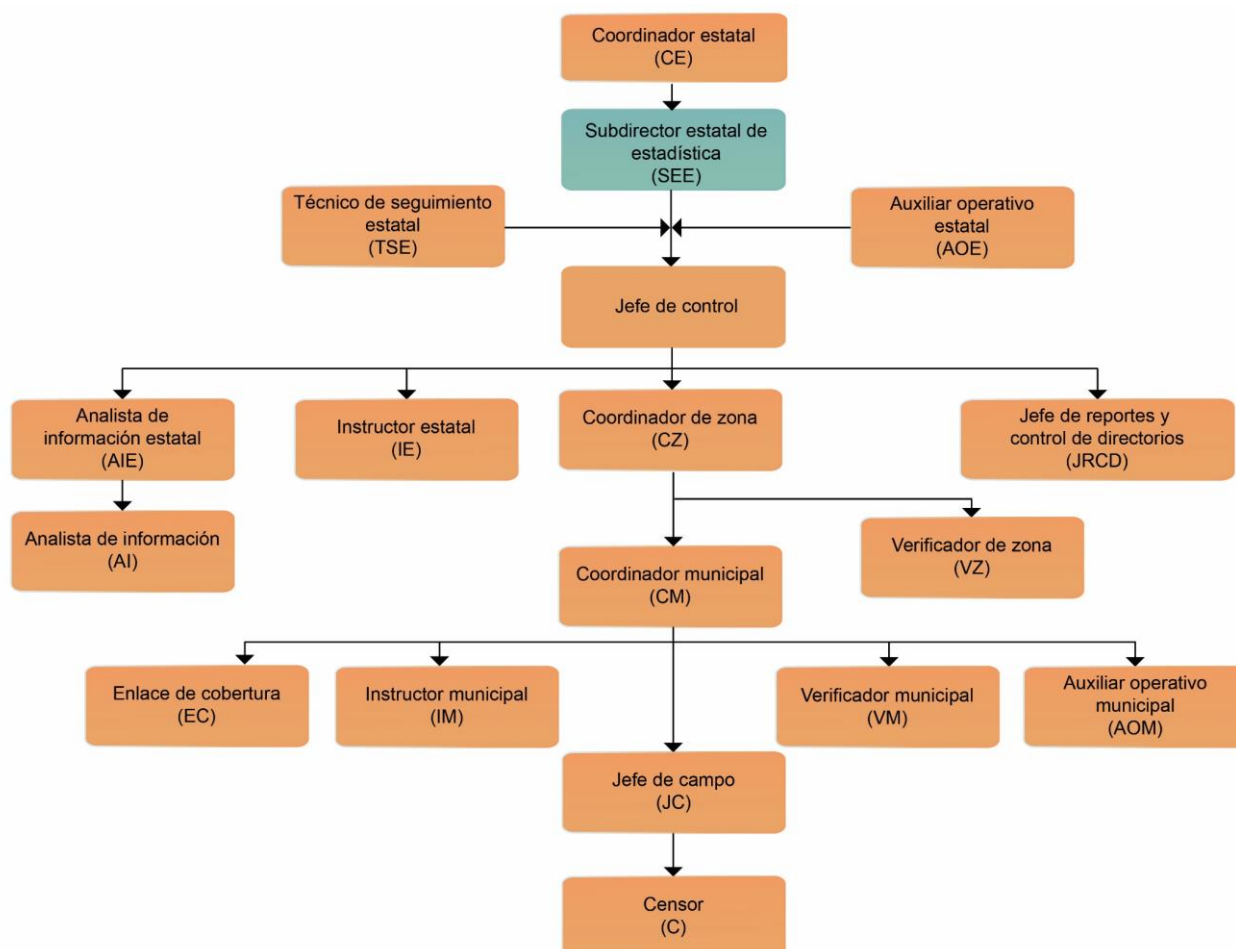 Coordinador estatal
(CE)
Subdirector estatal de
estadística
(SEE)
Técnico de seguimiento
estatal
(TSE)
Auxiliar operativo
estatal
(AOE)
Jefe de control
Analista de
información estatal
(AIE)
Instructor estatal
(IE)
Coordinador de zona
(CZ)
Jefe de reportes y
control de directorios
(JRCD)
Analista de información
(AI)
Verificador de zona
(VZ)
Coordinador municipal
(CM)
Enlace de cobertura
(EC)
Instructor municipal
(IM)
Verificador municipal
(VM)
Auxiliar operativo
municipal
(AOM)
Jefe de campo
(JC)
Censor
(C)